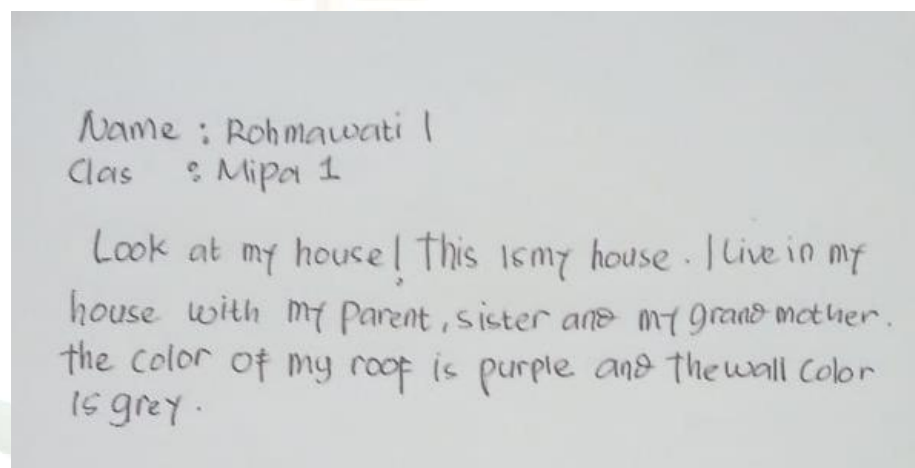 Name : Rohmawati I
Clas : Mipa 1
Look at my house! This is my house. I Live in my
house with my Parent, sister and my grand mother.
the color of my roof is purple and the wall color
is grey.